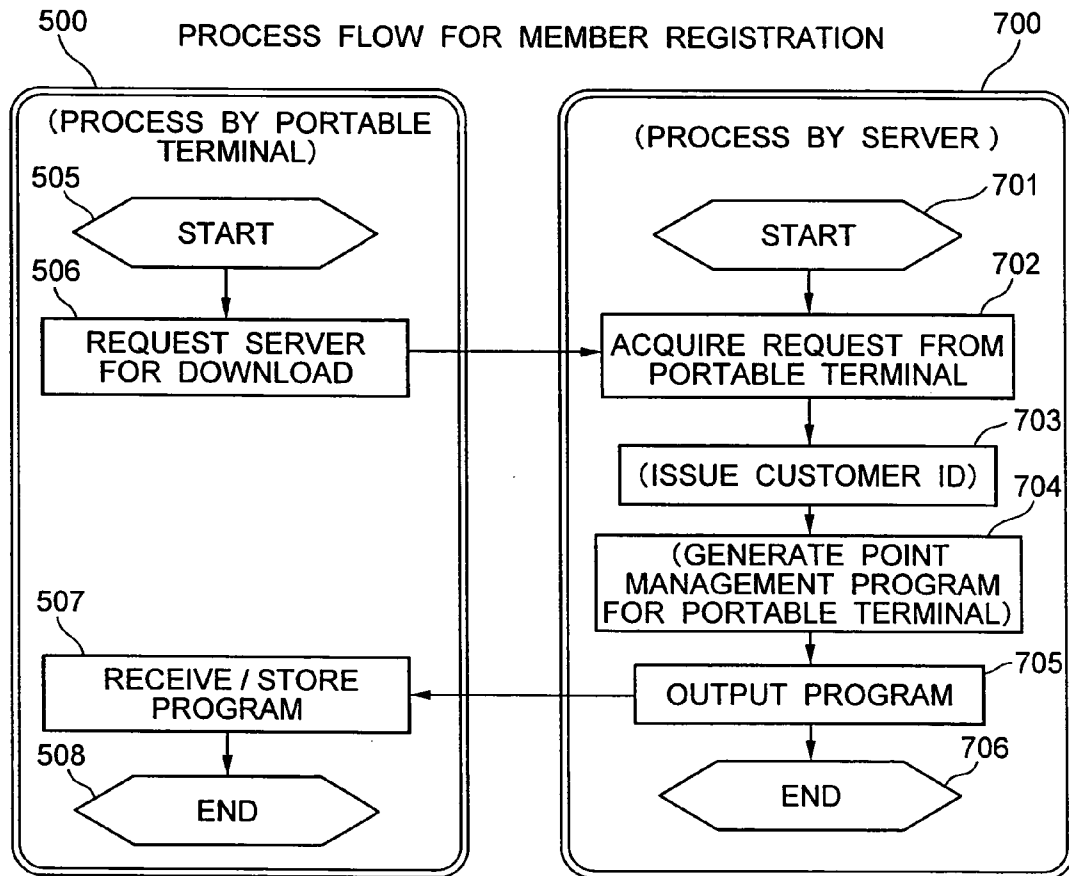 500
PROCESS FLOW FOR MEMBER REGISTRATION
700
(PROCESS BY PORTABLE
TERMINAL)
505
START
506
REQUEST SERVER
FOR DOWNLOAD
507
RECEIVE / STORE
PROGRAM
508
END
(PROCESS BY SERVER )
701
START
702
ACQUIRE REQUEST FROM
PORTABLE TERMINAL
703
(ISSUE CUSTOMER ID)
704
(GENERATE POINT
MANAGEMENT PROGRAM
FOR PORTABLE TERMINAL)
705
OUTPUT PROGRAM
706
END